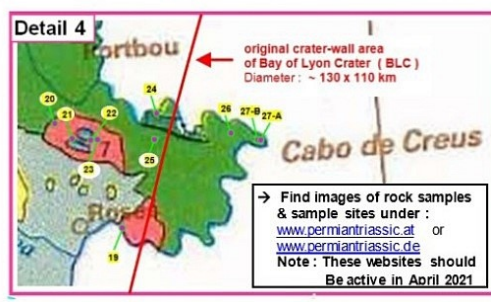 Detail 4
Portbou
original crater-wall area
of Bay of Lyon Crater ( BLC )
Diameter : ~ 130 x 110 km
24
20
21
22
26
27-B
27-A
Cabo de Creus
25
23
19
→ Find images of rock samples
& sample sites under :
www.permiantriassic.at or
www.permiantriassic.de
Note : These websites should
Be active in April 2021